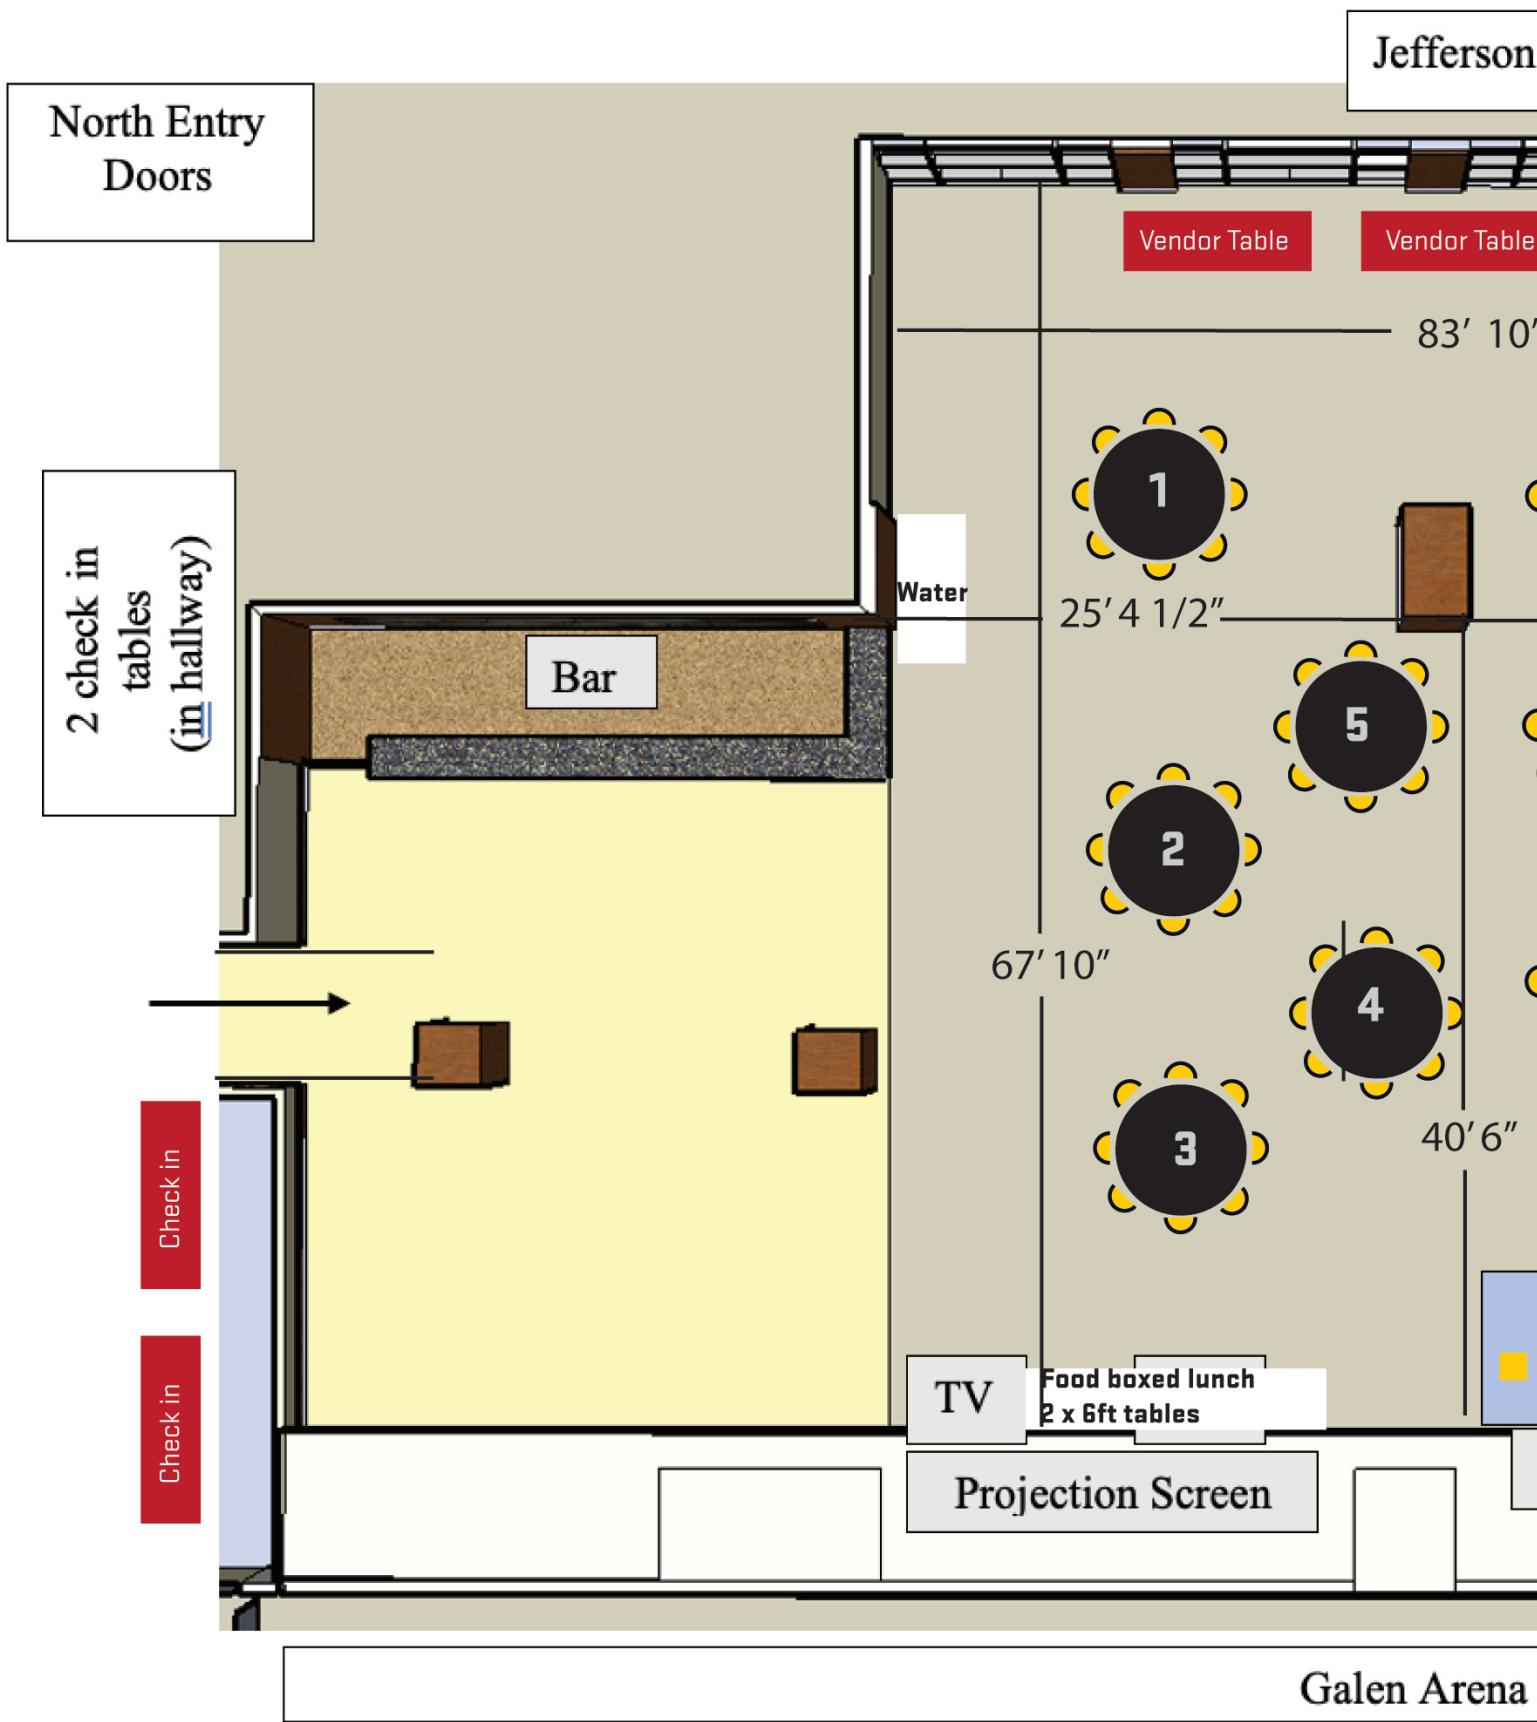 Jefferson
North Entry
Doors
Vendor Table
Vendor Table
83’ 10”
1
2 check in
tables
(in hallway)
Water
25’ 4 1/2”
Bar
5
2
67’ 10”
4
3
40’ 6”
Check in
Check in
TV
Food boxed lunch
2 x 6ft tables
Projection Screen
Galen Arena